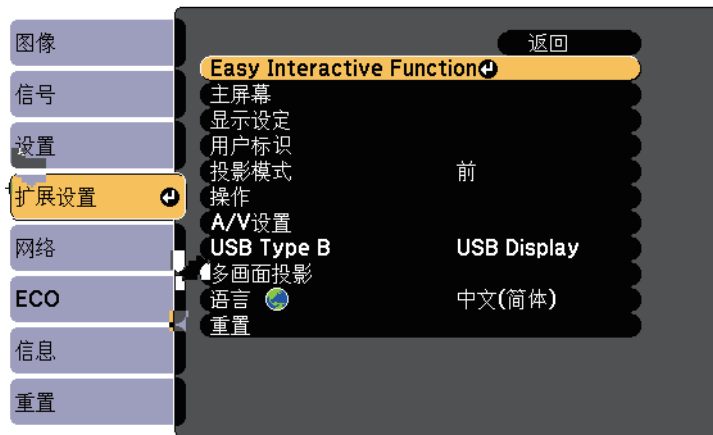 图像
信号
设置
扩展设置
网络
ECO
信息
重置
返回
Easy Interactive Function
主屏幕
显示设定
用户标识
投影模式 前
操作
A/V设置
USB Type B USB Display
多画面投影
语言 中文(简体)
重置